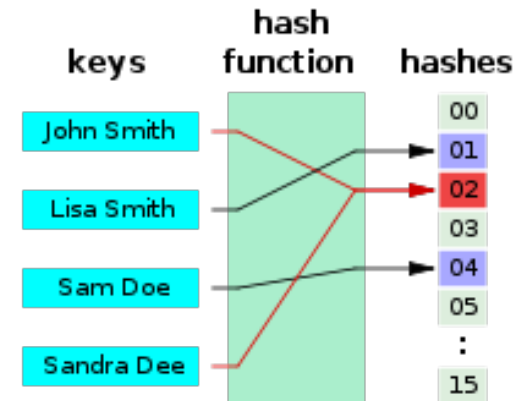 keys
hash
function
hashes
John Smith
Lisa Smith
Sam Doe
Sandra Dee
00
01
02
03
04
05
:
15